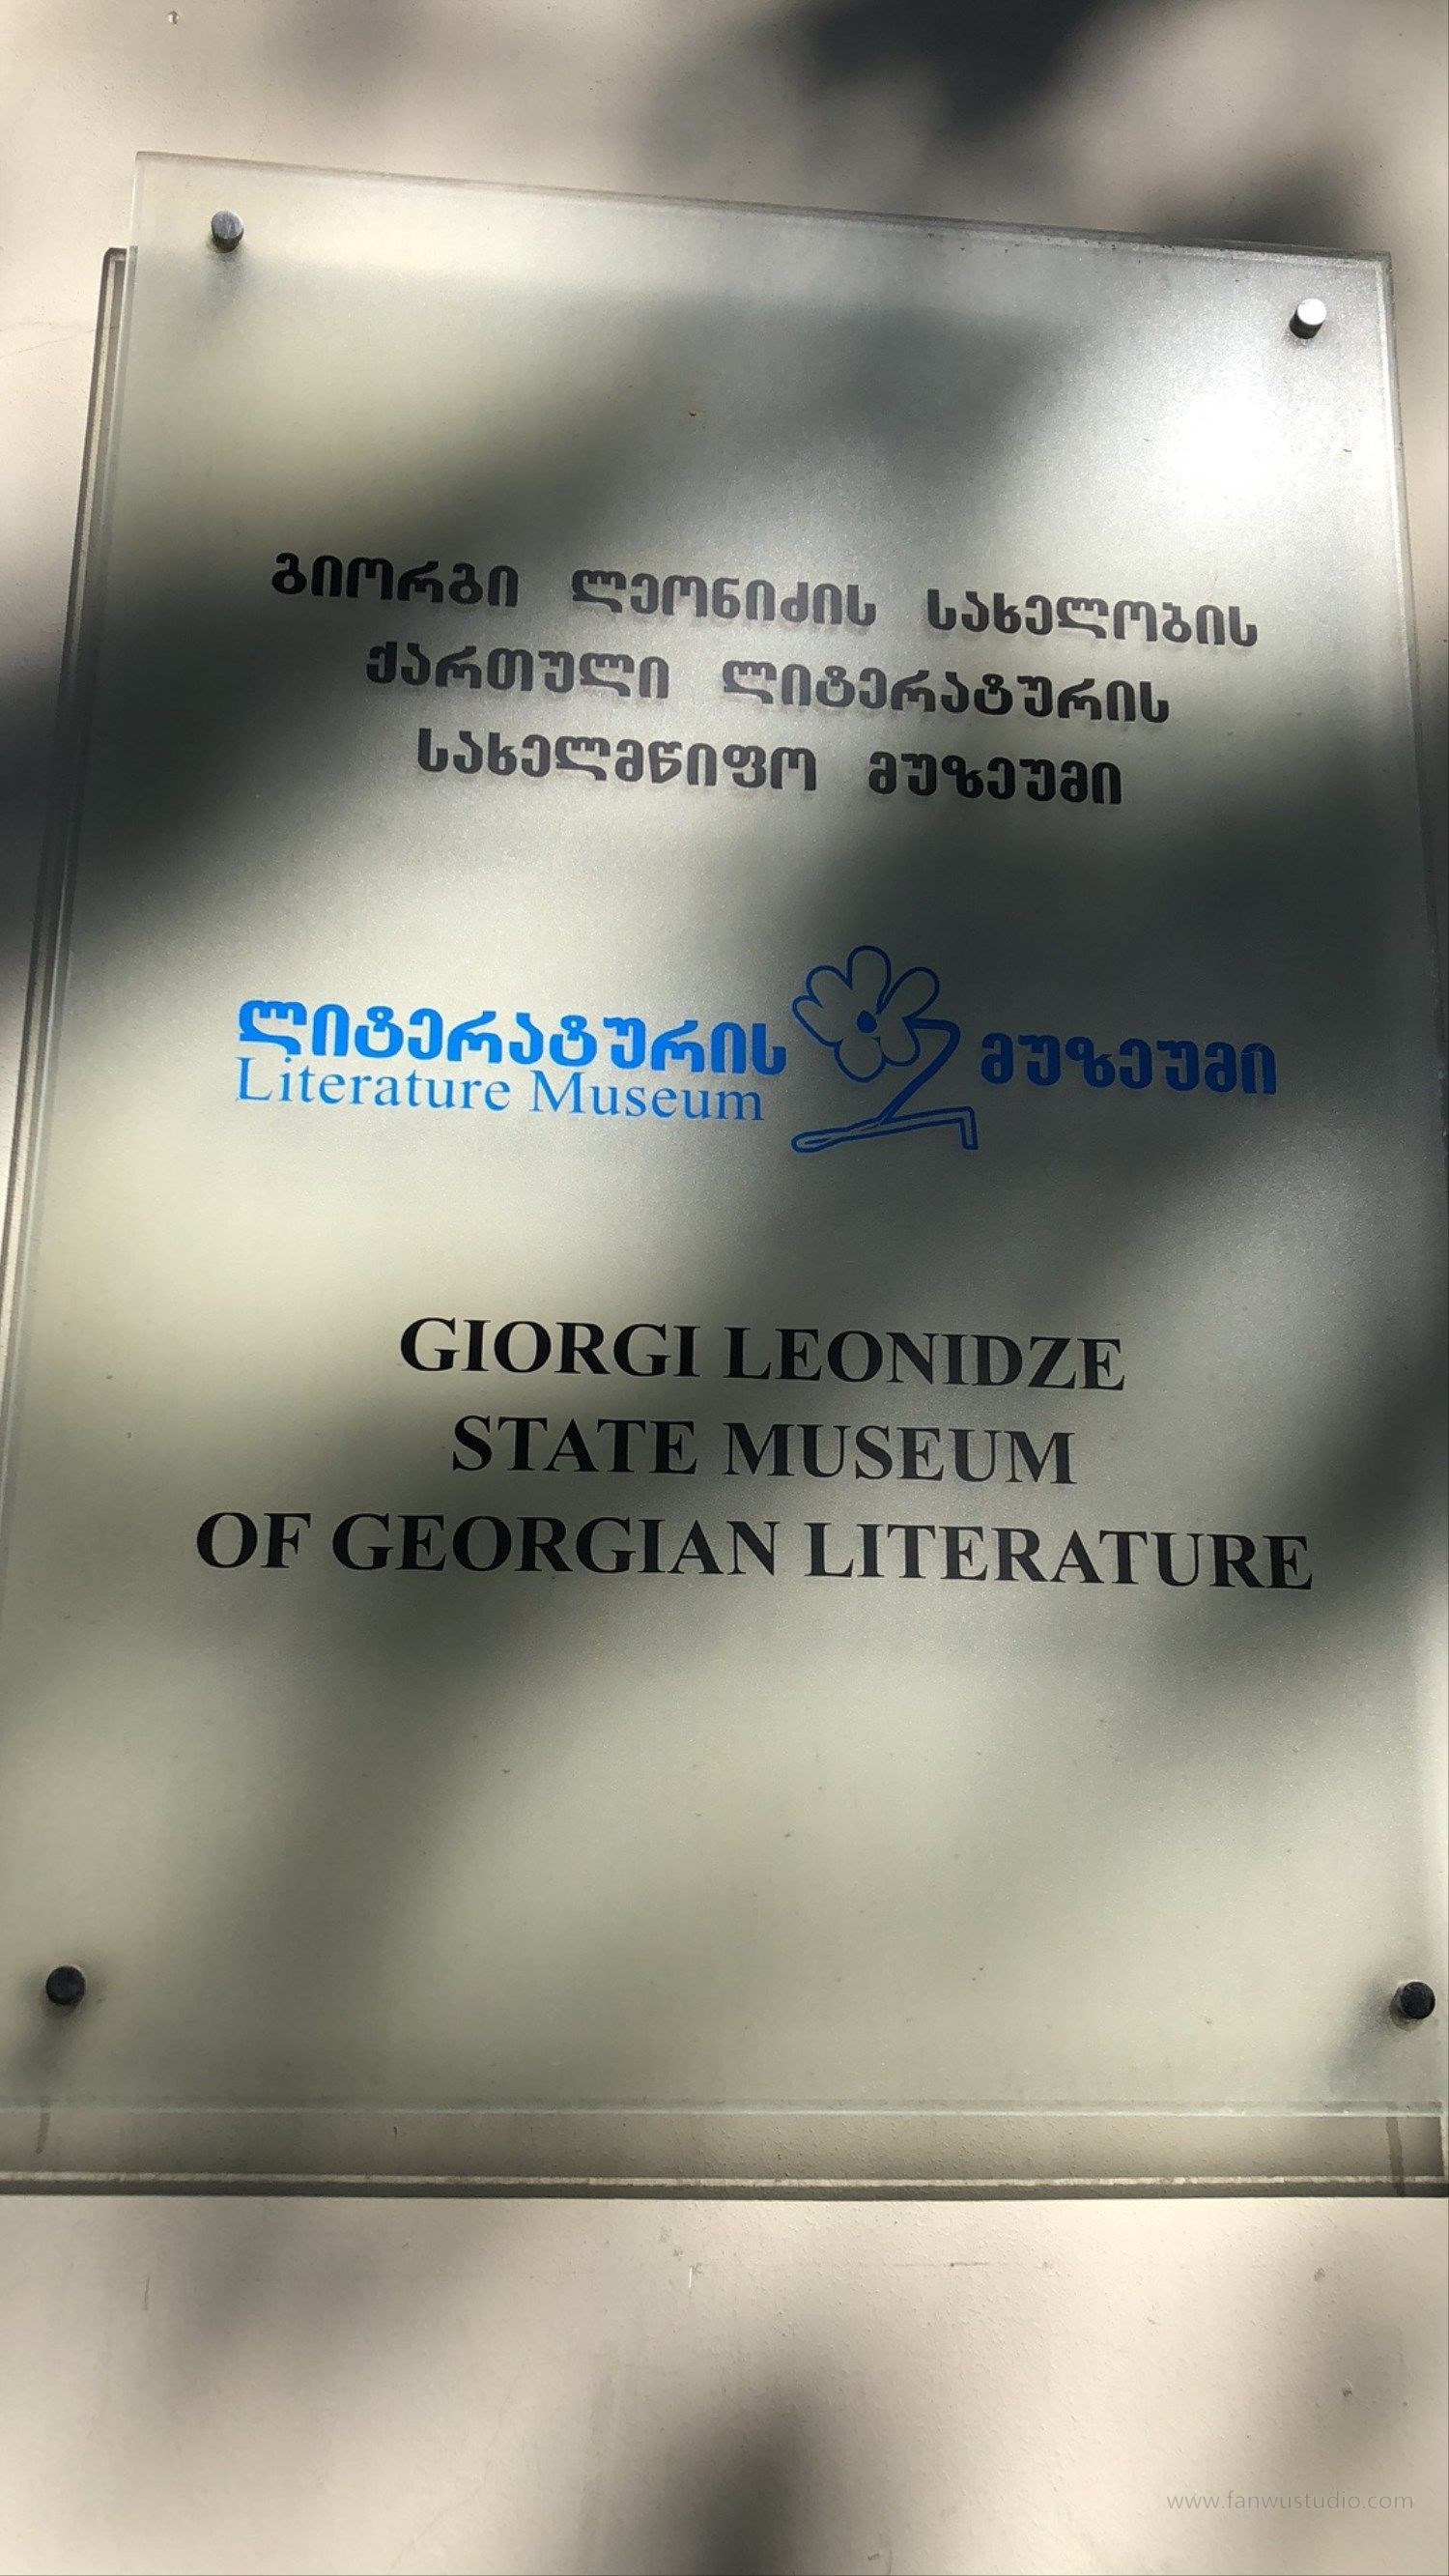 გიორგი ლეონიძის სახელობის
ქართული ლიტერატურის
სახელმწიფო მუზეუმი
ლიტერატურის მუზეუმი
Literature Museum
GIORGI LEONIDZE
STATE MUSEUM
OF GEORGIAN LITERATURE
www.fanwustudio.com